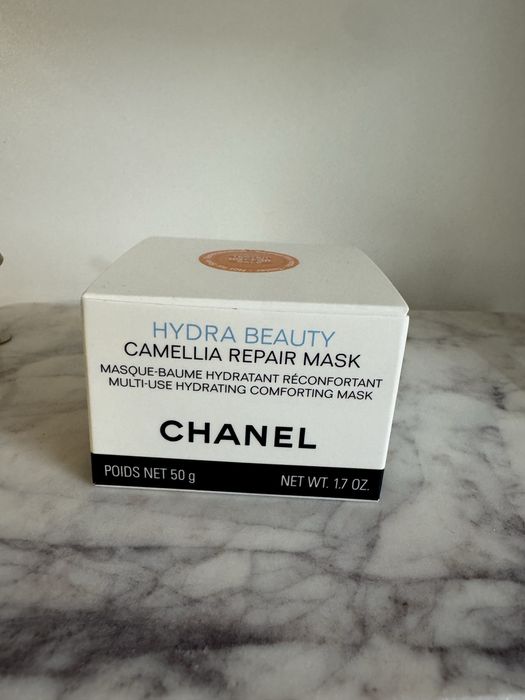 HYDRA BEAUTY
CAMELLIA REPAIR MASK
MASQUE-BAUME HYDRATANT RÉCONFORTANT
MULTI-USE HYDRATING COMFORTING MASK
CHANEL
POIDS NET 50 g
NET WT. 1.7 OZ.